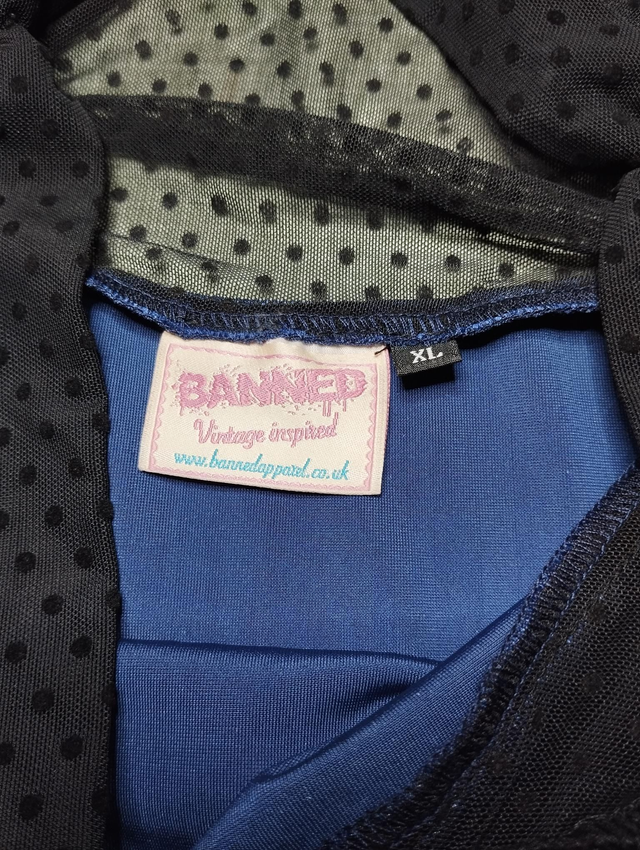 BANNED
Vintage inspired
www.bannedapparel.co.uk
XL